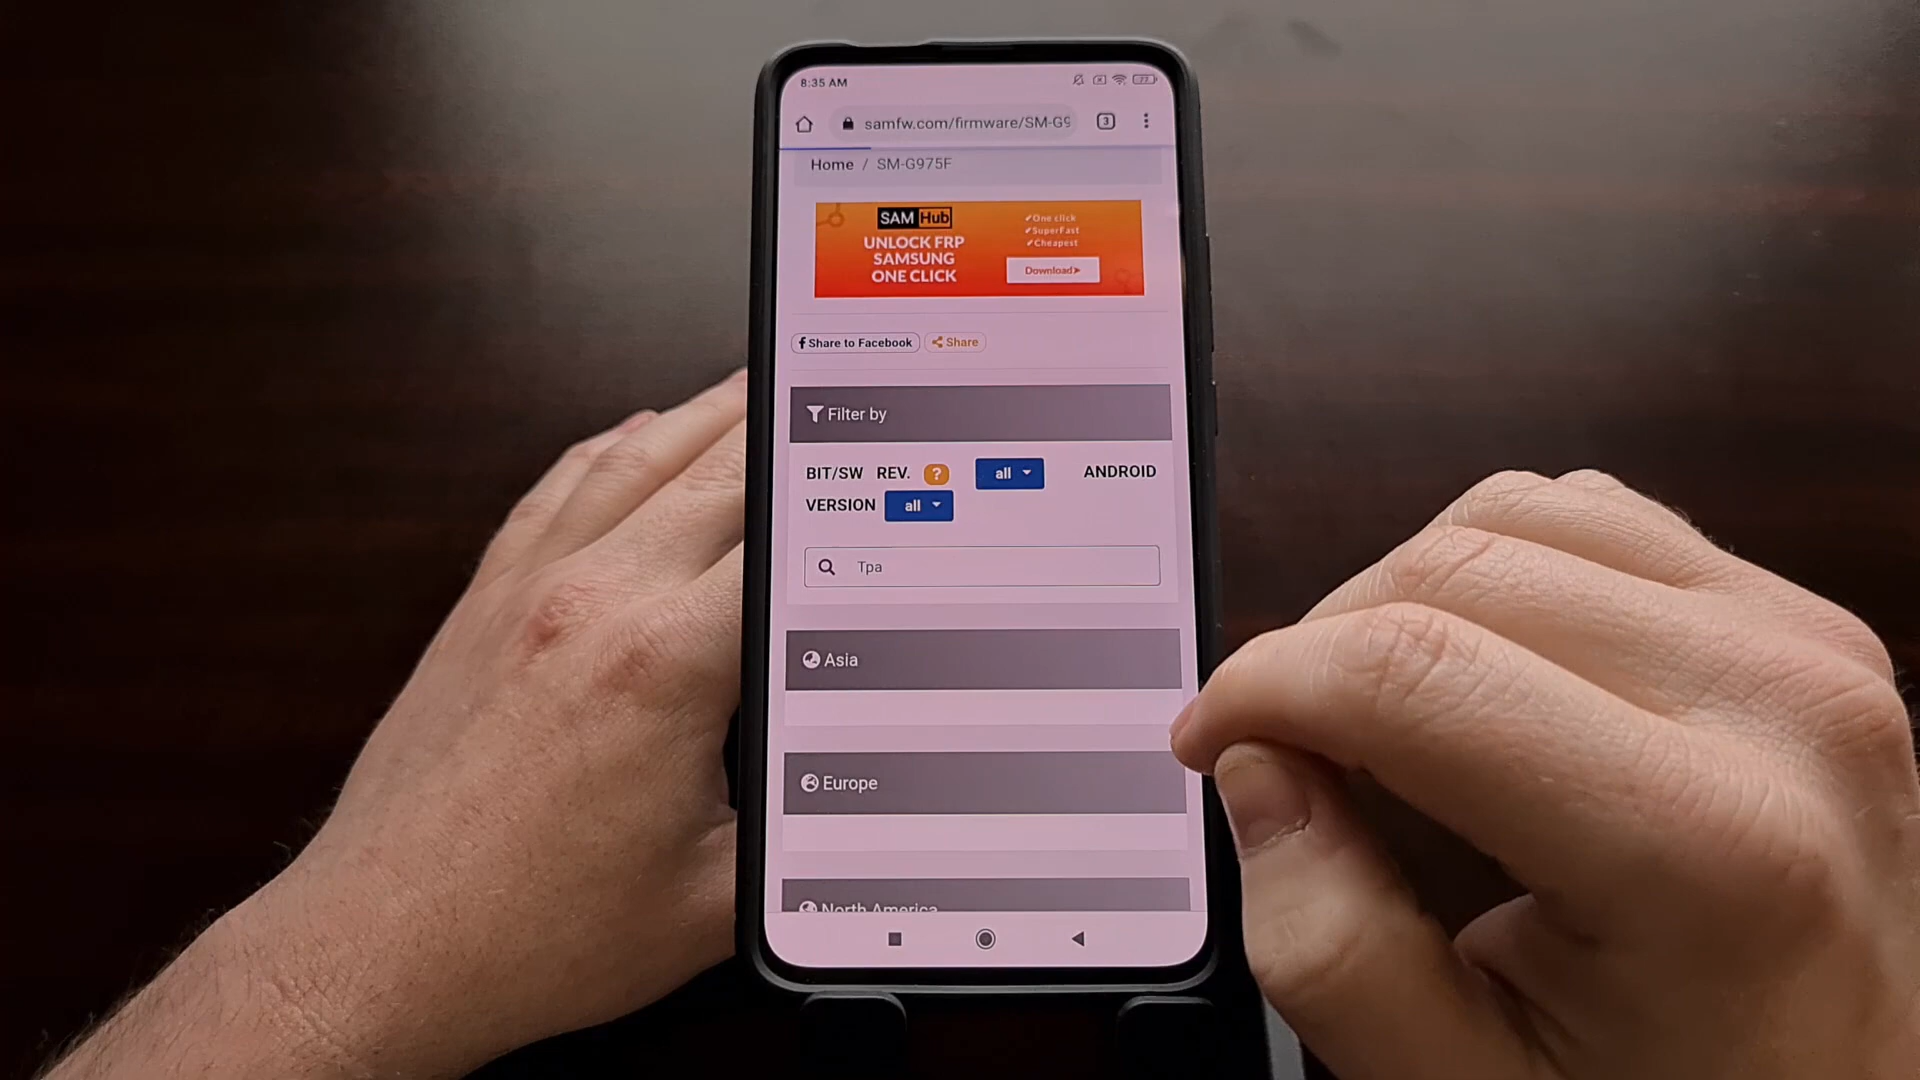 8:35 AM
77
samfw.com/firmware/SM-G9
3
Home / SM-G975F
SAM Hub
UNLOCK FRP
SAMSUNG
ONE CLICK
✔One click
✔SuperFast
✔Cheapest
Download➤
Share to Facebook
Share
Filter by
BIT/SW REV. ? all ANDROID
VERSION all
Tpa
Asia
Europe
North America